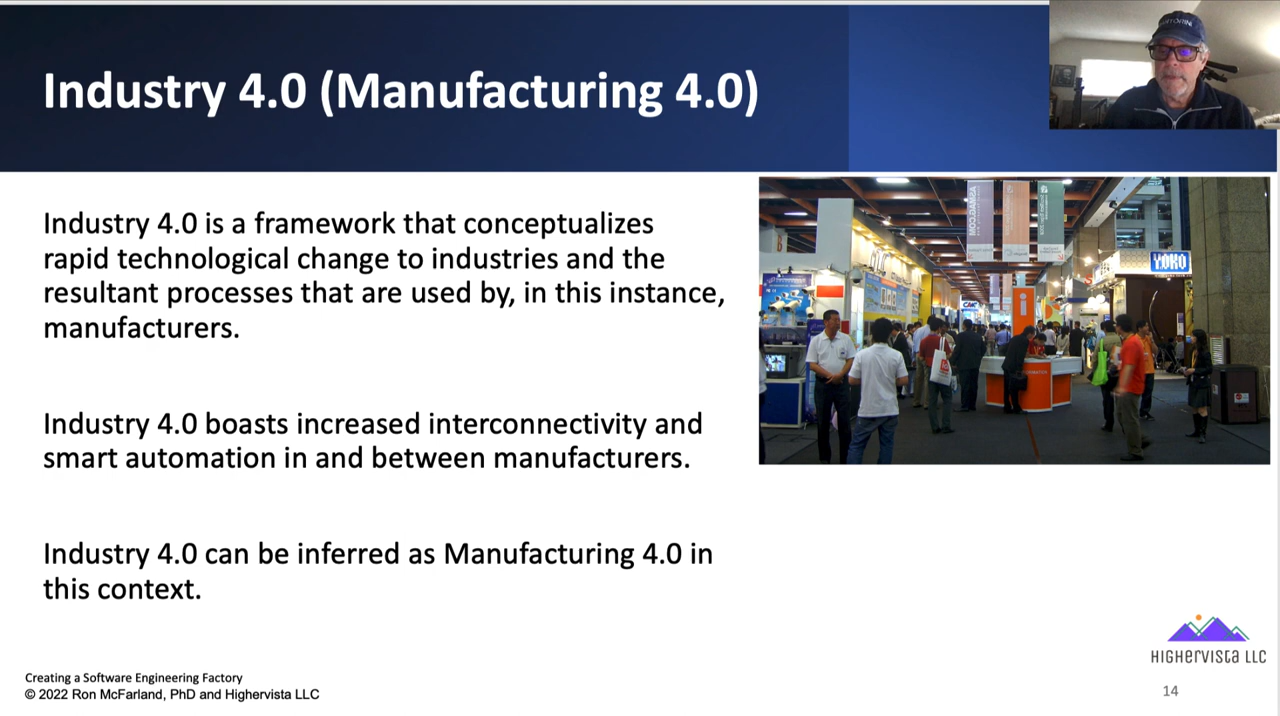 Industry 4.0 (Manufacturing 4.0)
Industry 4.0 is a framework that conceptualizes
rapid technological change to industries and the
resultant processes that are used by, in this instance,
manufacturers.
Industry 4.0 boasts increased interconnectivity and
smart automation in and between manufacturers.
Industry 4.0 can be inferred as Manufacturing 4.0 in
this context.
ASMAG.COM
YOKO
i
HIGHERVISTA LLC
Creating a Software Engineering Factory
© 2022 Ron McFarland, PhD and Highervista LLC
14